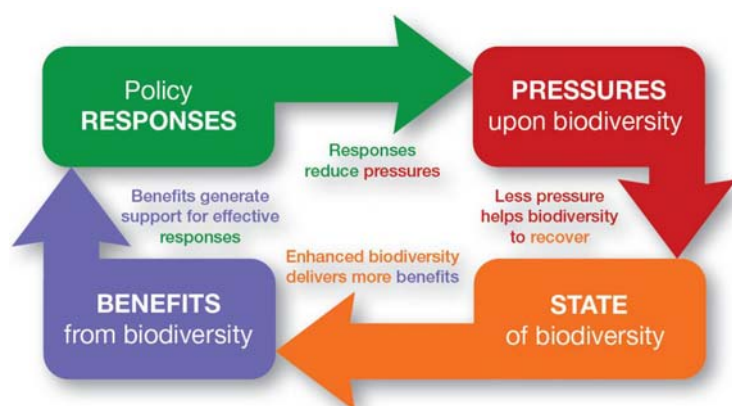 Policy
RESPONSES
PRESSURES
upon biodiversity
Responses
reduce pressures
Benefits generate
support for effective
responses
Less pressure
helps biodiversity
to recover
Enhanced biodiversity
delivers more benefits
BENEFITS
from biodiversity
STATE
of biodiversity